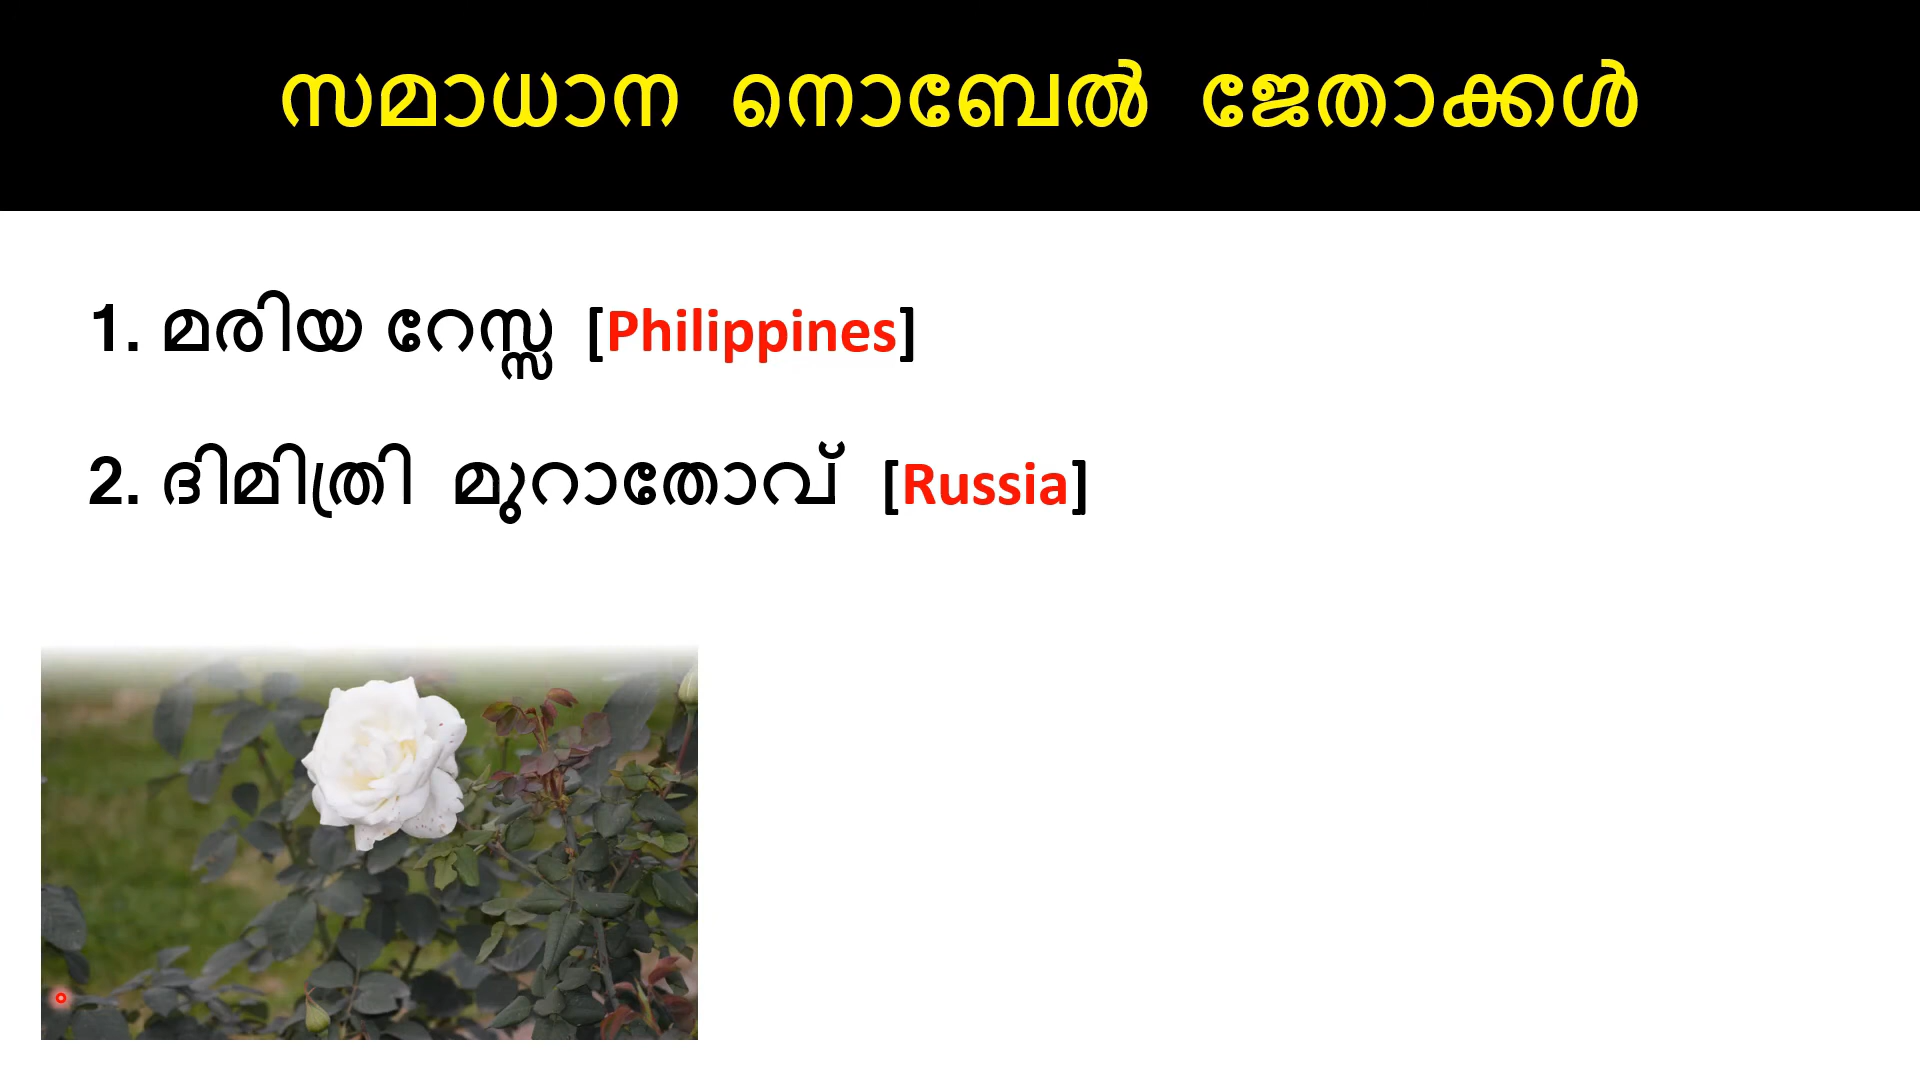 സമാധാന നൊബേൽ ജേതാക്കൾ
1. മരിയ റേസ്സ [Philippines]
2. ദിമിത്രി മുറാതോവ് [Russia]